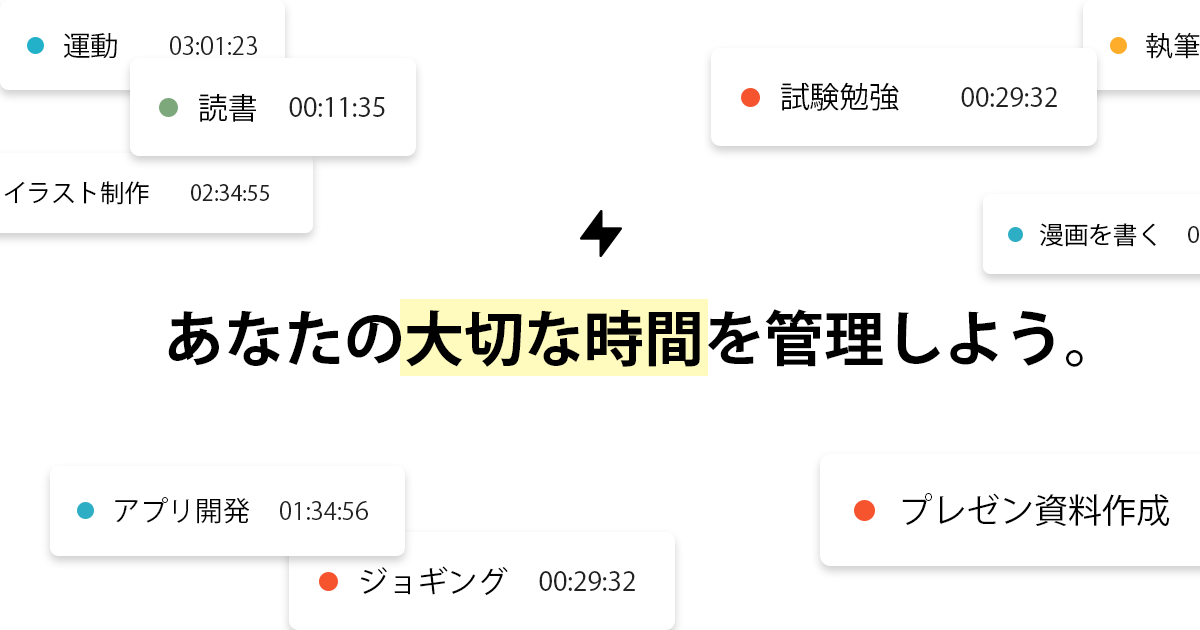 運動 03:01:23
執筆
読書 00:11:35
試験勉強 00:29:32
イラスト制作 02:34:55
漫画を書く 0
あなたの大切な時間を管理しよう。
アプリ開発 01:34:56
プレゼン資料作成
ジョギング 00:29:32